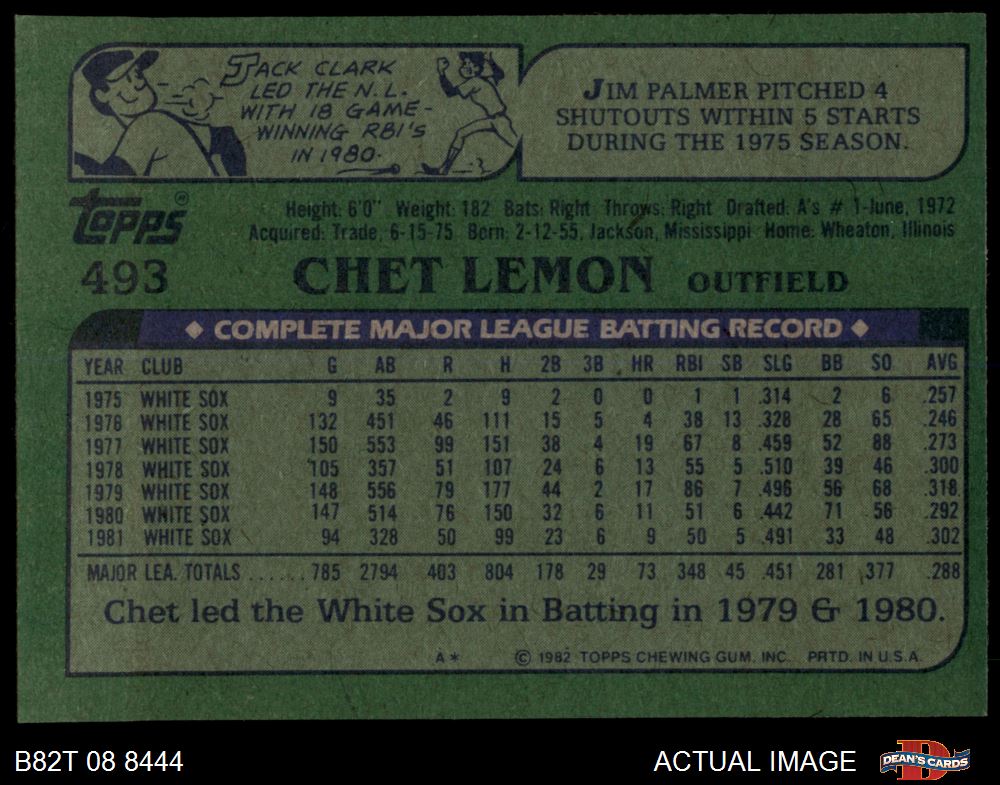 JACK CLARK
LED THE N.L.
WITH 18 GAME-
WINNING RBI'S
IN 1980.
JIM PALMER PITCHED 4
SHUTOUTS WITHIN 5 STARTS
DURING THE 1975 SEASON.
TOPPS®
Height: 6'0" Weight: 182 Bats: Right Throws: Right Drafted: A's # 1-June, 1972
Acquired: Trade, 6-15-75 Born: 2-12-55, Jackson, Mississippi Home: Wheaton, Illinois
493 CHET LEMON OUTFIELD
◆ COMPLETE MAJOR LEAGUE BATTING RECORD ◆
YEAR CLUB G AB R H 2B 3B HR RBI SB SLG BB SO AVG
1975 WHITE SOX 9 35 2 9 2 0 0 1 1 .314 2 6 .257
1976 WHITE SOX 132 451 46 111 15 5 4 38 13 .328 28 65 .246
1977 WHITE SOX 150 553 99 151 38 4 19 67 8 .459 52 88 .273
1978 WHITE SOX 105 357 51 107 24 6 13 55 5 .510 39 46 .300
1979 WHITE SOX 148 556 79 177 44 2 17 86 7 .496 56 68 .318
1980 WHITE SOX 147 514 76 150 32 6 11 51 6 .442 71 56 .292
1981 WHITE SOX 94 328 50 99 23 6 9 50 5 .491 33 48 .302
MAJOR LEA. TOTALS ...... 785 2794 403 804 178 29 73 348 45 .451 281 377 .288
Chet led the White Sox in Batting in 1979 & 1980.
A* © 1982 TOPPS CHEWING GUM, INC. PRTD. IN U.S.A.
B82T 08 8444 ACTUAL IMAGE DEAN'S CARDS